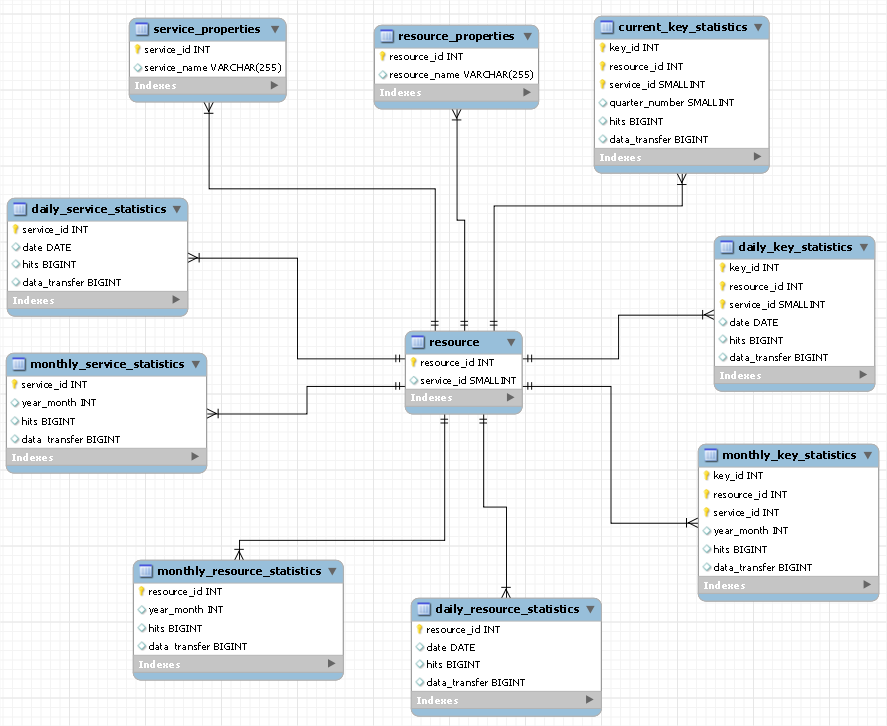 service_properties
service_id INT
service_name VARCHAR(255)
Indexes
resource_properties
resource_id INT
resource_name VARCHAR(255)
Indexes
current_key_statistics
key_id INT
resource_id INT
service_id SMALLINT
quarter_number SMALLINT
hits BIGINT
data_transfer BIGINT
Indexes
daily_service_statistics
service_id INT
date DATE
hits BIGINT
data_transfer BIGINT
Indexes
daily_key_statistics
key_id INT
resource_id INT
service_id SMALLINT
date DATE
hits BIGINT
data_transfer BIGINT
Indexes
resource
resource_id INT
service_id SMALLINT
Indexes
monthly_service_statistics
service_id INT
year_month INT
hits BIGINT
data_transfer BIGINT
Indexes
monthly_key_statistics
key_id INT
resource_id INT
service_id INT
year_month INT
hits BIGINT
data_transfer BIGINT
Indexes
monthly_resource_statistics
resource_id INT
year_month INT
hits BIGINT
data_transfer BIGINT
Indexes
daily_resource_statistics
resource_id INT
date DATE
hits BIGINT
data_transfer BIGINT
Indexes